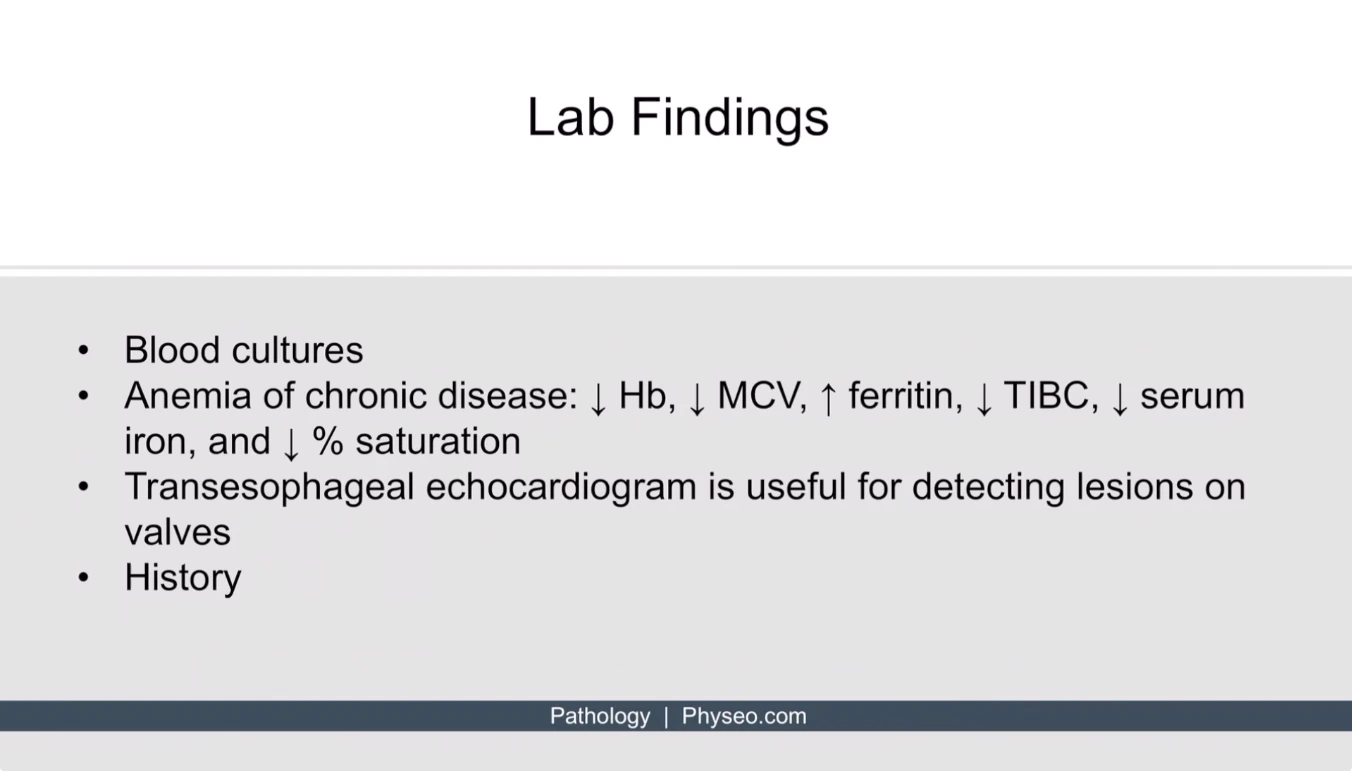 Lab Findings
• Blood cultures
• Anemia of chronic disease: ↓ Hb, ↓ MCV, ↑ ferritin, ↓ TIBC, ↓ serum
iron, and ↓ % saturation
• Transesophageal echocardiogram is useful for detecting lesions on
valves
• History
Pathology | Physeo.com